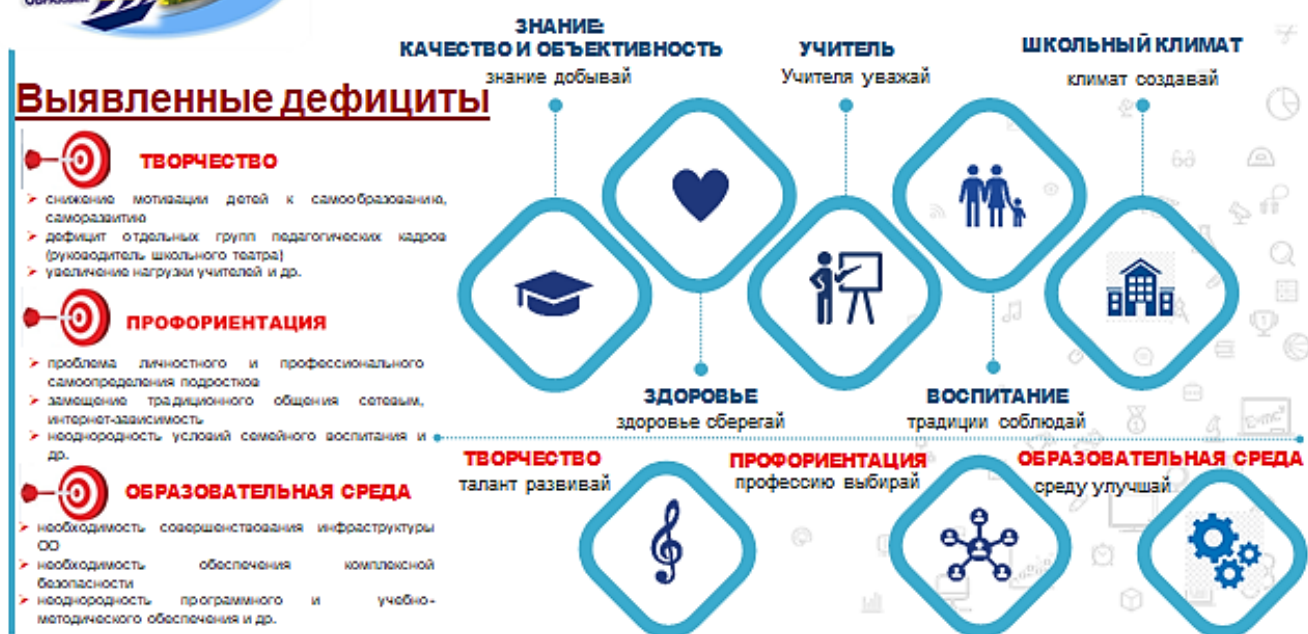 ЗНАНИЕ:
КАЧЕСТВО И ОБЪЕКТИВНОСТЬ
знание добывай
УЧИТЕЛЬ
Учителя уважай
ШКОЛЬНЫЙ КЛИМАТ
климат создавай
Выявленные дефициты
ТВОРЧЕСТВО
снижение мотивации детей к самообразованию,
саморазвитию
дефицит отдельных групп педагогических кадров
(руководитель школьного театра)
увеличение нагрузки учителей и др.
ПРОФОРИЕНТАЦИЯ
проблема личностного и профессионального
самоопределения подростков
замещение традиционного общения сетевым,
интернет-зависимость
неоднородность условий семейного воспитания и
др.
ОБРАЗОВАТЕЛЬНАЯ СРЕДА
необходимость совершенствования инфраструктуры
ОО
необходимость обеспечения комплексной
безопасности
неоднородность программного и учебно-
методического обеспечения и др.
ЗДОРОВЬЕ
здоровье сберегай
ВОСПИТАНИЕ
традиции соблюдай
ТВОРЧЕСТВО
талант развивай
ПРОФОРИЕНТАЦИЯ
профессию выбирай
ОБРАЗОВАТЕЛЬНАЯ СРЕДА
среду улучшай